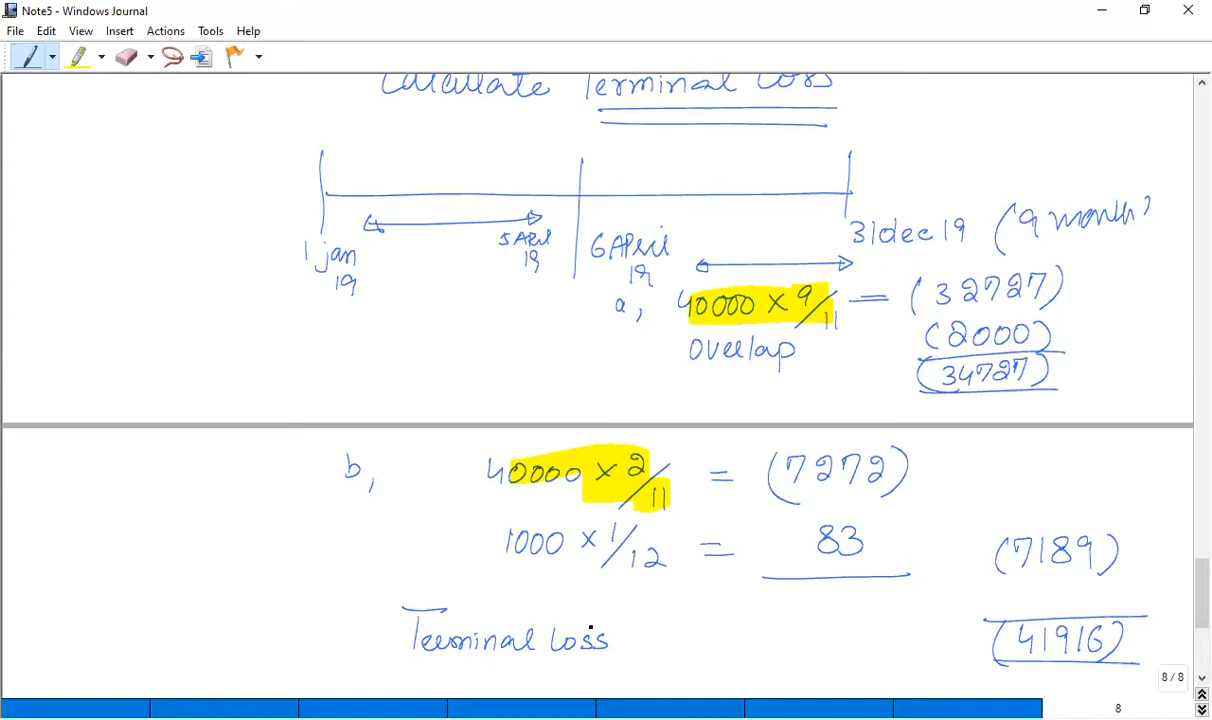 Note5 - Windows Journal
File Edit View Insert Actions Tools Help
Calculate Terminal Loss
1 jan 19
5 April 19
6 April 19
31 dec 19 (9 month)
a, 40000 × 9/11 = (32727)
overlap (2000)
(34727)
b, 40000 × 2/11 = (7272)
1000 × 1/12 = 83 (7189)
Terminal Loss (41916)
8 / 8
8